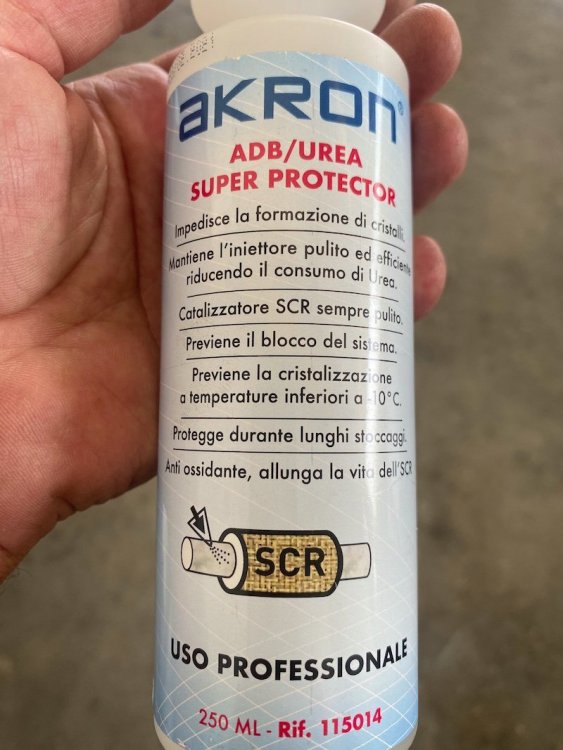 akron®
ADB/UREA
SUPER PROTECTOR
Impedisce la formazione di cristalli.
Mantiene l'iniettore pulito ed efficiente
riducendo il consumo di Urea.
Catalizzatore SCR sempre pulito.
Previene il blocco del sistema.
Previene la cristalizzazione
a temperature inferiori a -10°C.
Protegge durante lunghi stoccaggi.
Anti ossidante, allunga la vita dell'SCR
SCR
USO PROFESSIONALE
250 ML - Rif. 115014